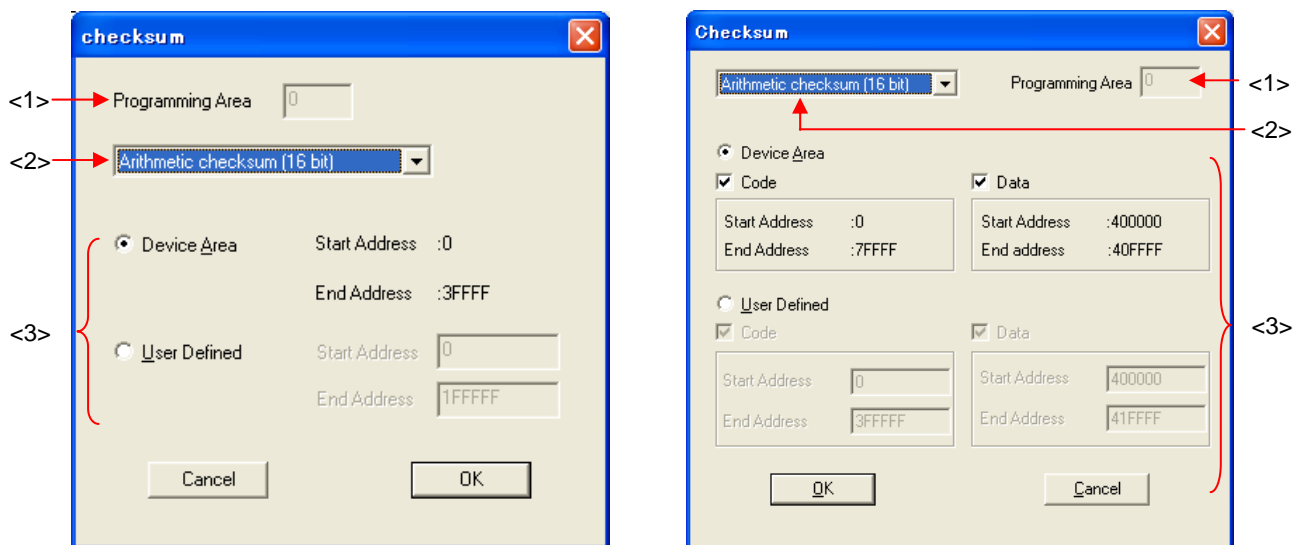 checksum
<1> Programming Area 0
<2> Arithmetic checksum (16 bit)
<3>
Device Area Start Address :0
End Address :3FFFF
User Defined Start Address 0
End Address 1FFFFF
Cancel OK
Checksum
Arithmetic checksum (16 bit) Programming Area 0 <1>
<2>
Device Area
Code Data
Start Address :0 Start Address :400000
End Address :7FFFF End address :40FFFF
User Defined
<3>
Code Data
Start Address 0 Start Address 400000
End Address 3FFFFF End Address 41FFFF
OK Cancel